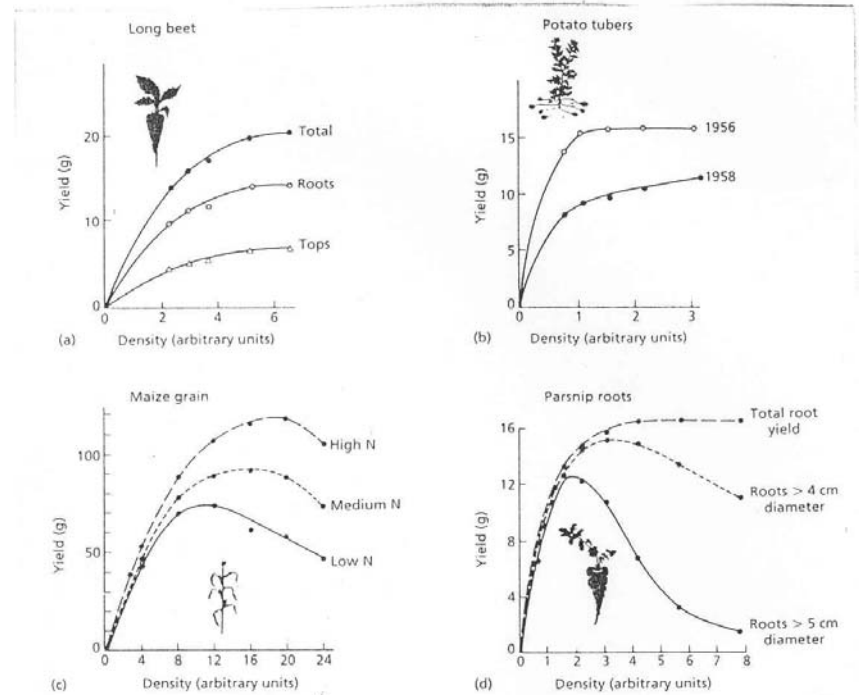 Long beet
20
10
0
Yield (g)
Total
Roots
Tops
0 2 4 6
(a) Density (arbitrary units)
Potato tubers
15
10
5
0
Yield (g)
1956
1958
0 1 2 3
(b) Density (arbitrary units)
Maize grain
100
50
0
Yield (g)
High N
Medium N
Low N
0 4 8 12 16 20 24
(c) Density (arbitrary units)
Parsnip roots
16
12
8
4
0
Yield (g)
Total root
yield
Roots > 4 cm
diameter
Roots > 5 cm
diameter
0 1 2 3 4 5 6 7 8
(d) Density (arbitrary units)